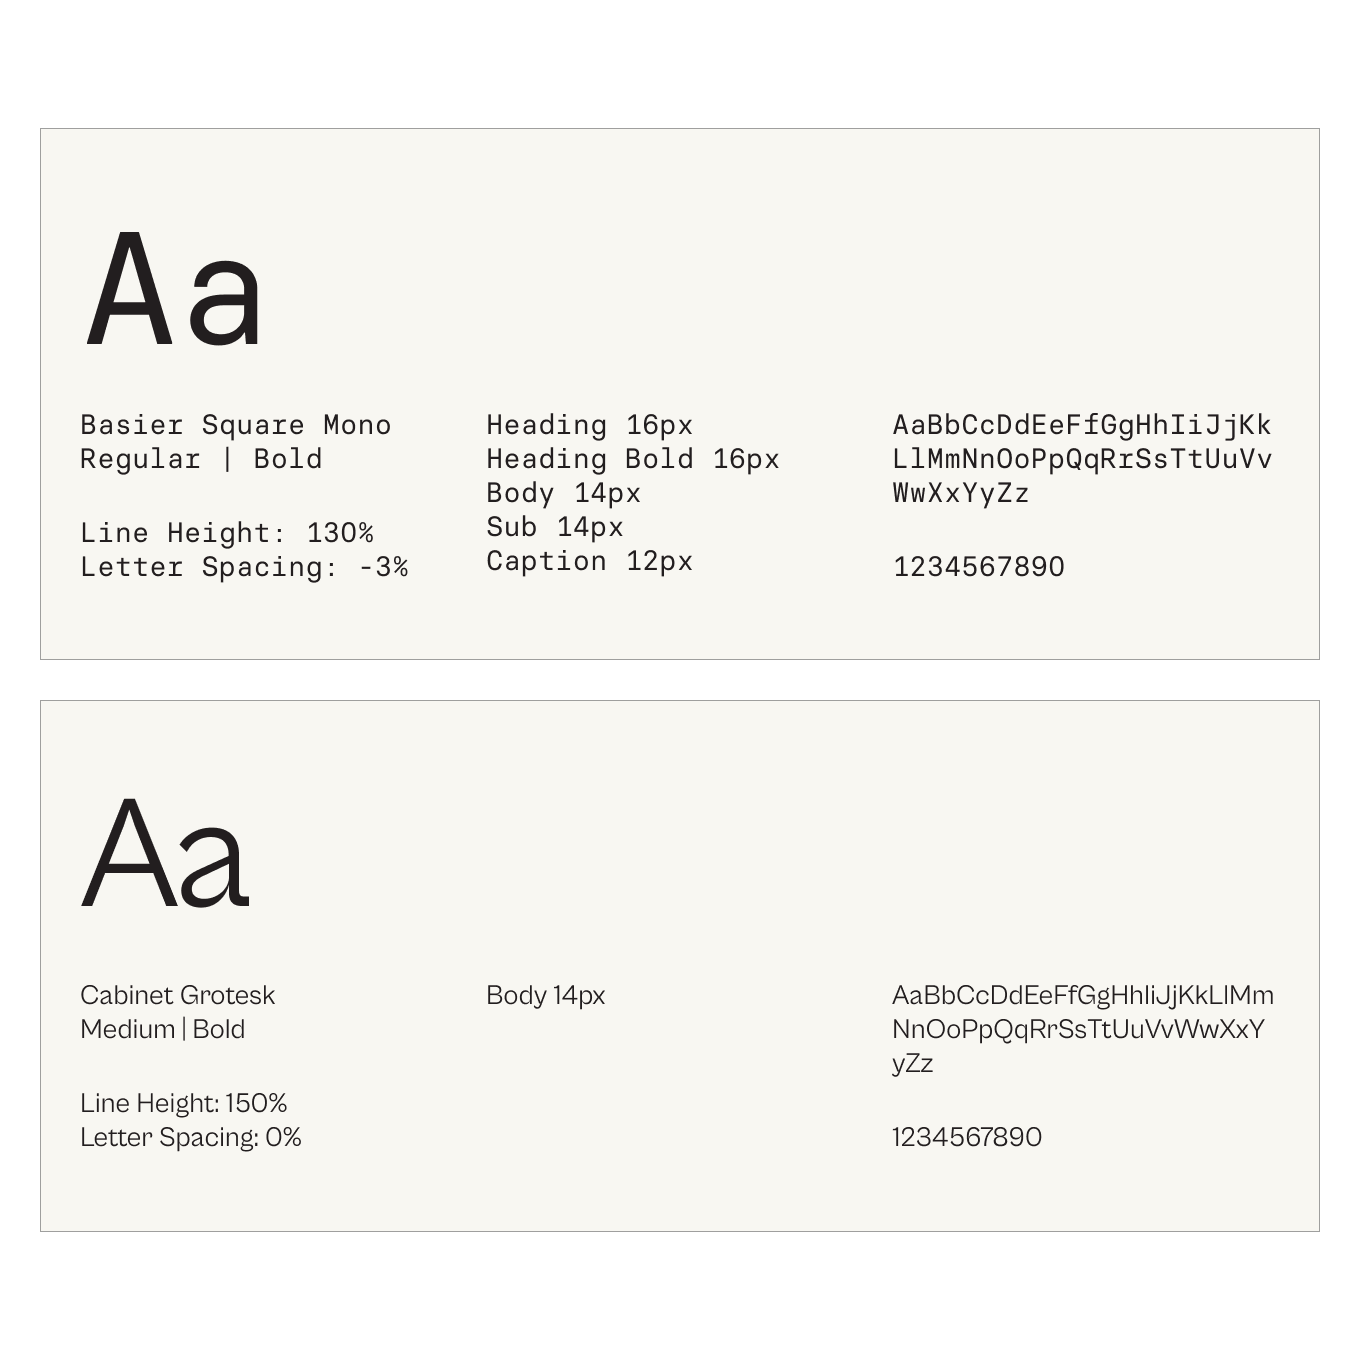 Aa
Basier Square Mono
Regular | Bold
Line Height: 130%
Letter Spacing: -3%
Heading 16px
Heading Bold 16px
Body 14px
Sub 14px
Caption 12px
AaBbCcDdEeFfGgHhIiJjKk
LlMmNnOoPpQqRrSsTtUuVv
WwXxYyZz
1234567890
Aa
Cabinet Grotesk
Medium | Bold
Line Height: 150%
Letter Spacing: 0%
Body 14px
AaBbCcDdEeFfGgHhIiJjKkLlMm
NnOoPpQqRrSsTtUuVvWwXxY
yZz
1234567890